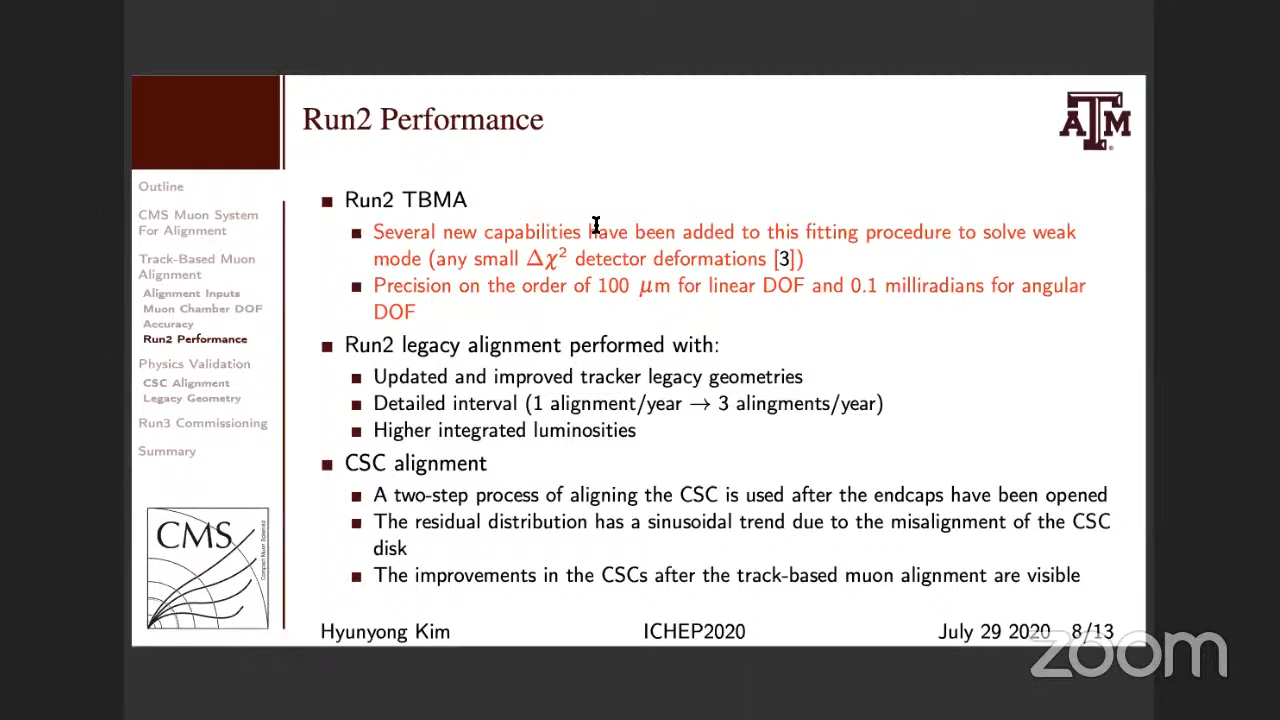 Run2 Performance
ATM
Outline
CMS Muon System
For Alignment
Track-Based Muon
Alignment
Alignment Inputs
Muon Chamber DOF
Accuracy
Run2 Performance
Physics Validation
CSC Alignment
Legacy Geometry
Run3 Commissioning
Summary
CMS
Compact Muon Solenoid
Run2 TBMA
Several new capabilities have been added to this fitting procedure to solve weak
mode (any small Δχ² detector deformations [3])
Precision on the order of 100 μm for linear DOF and 0.1 milliradians for angular
DOF
Run2 legacy alignment performed with:
Updated and improved tracker legacy geometries
Detailed interval (1 alignment/year → 3 alingments/year)
Higher integrated luminosities
CSC alignment
A two-step process of aligning the CSC is used after the endcaps have been opened
The residual distribution has a sinusoidal trend due to the misalignment of the CSC
disk
The improvements in the CSCs after the track-based muon alignment are visible
Hyunyong Kim ICHEP2020 July 29 2020 8/13
zoom